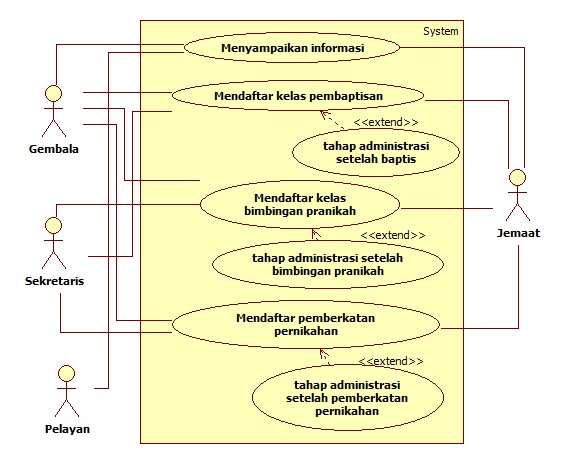 System
Menyampaikan informasi
Mendaftar kelas pembaptisan
Gembala
<<extend>>
tahap administrasi
setelah baptis
Mendaftar kelas
bimbingan pranikah
Jemaat
<<extend>>
tahap administrasi setelah
bimbingan pranikah
Sekretaris
Mendaftar pemberkatan
pernikahan
<<extend>>
tahap administrasi
setelah pemberkatan
pernikahan
Pelayan